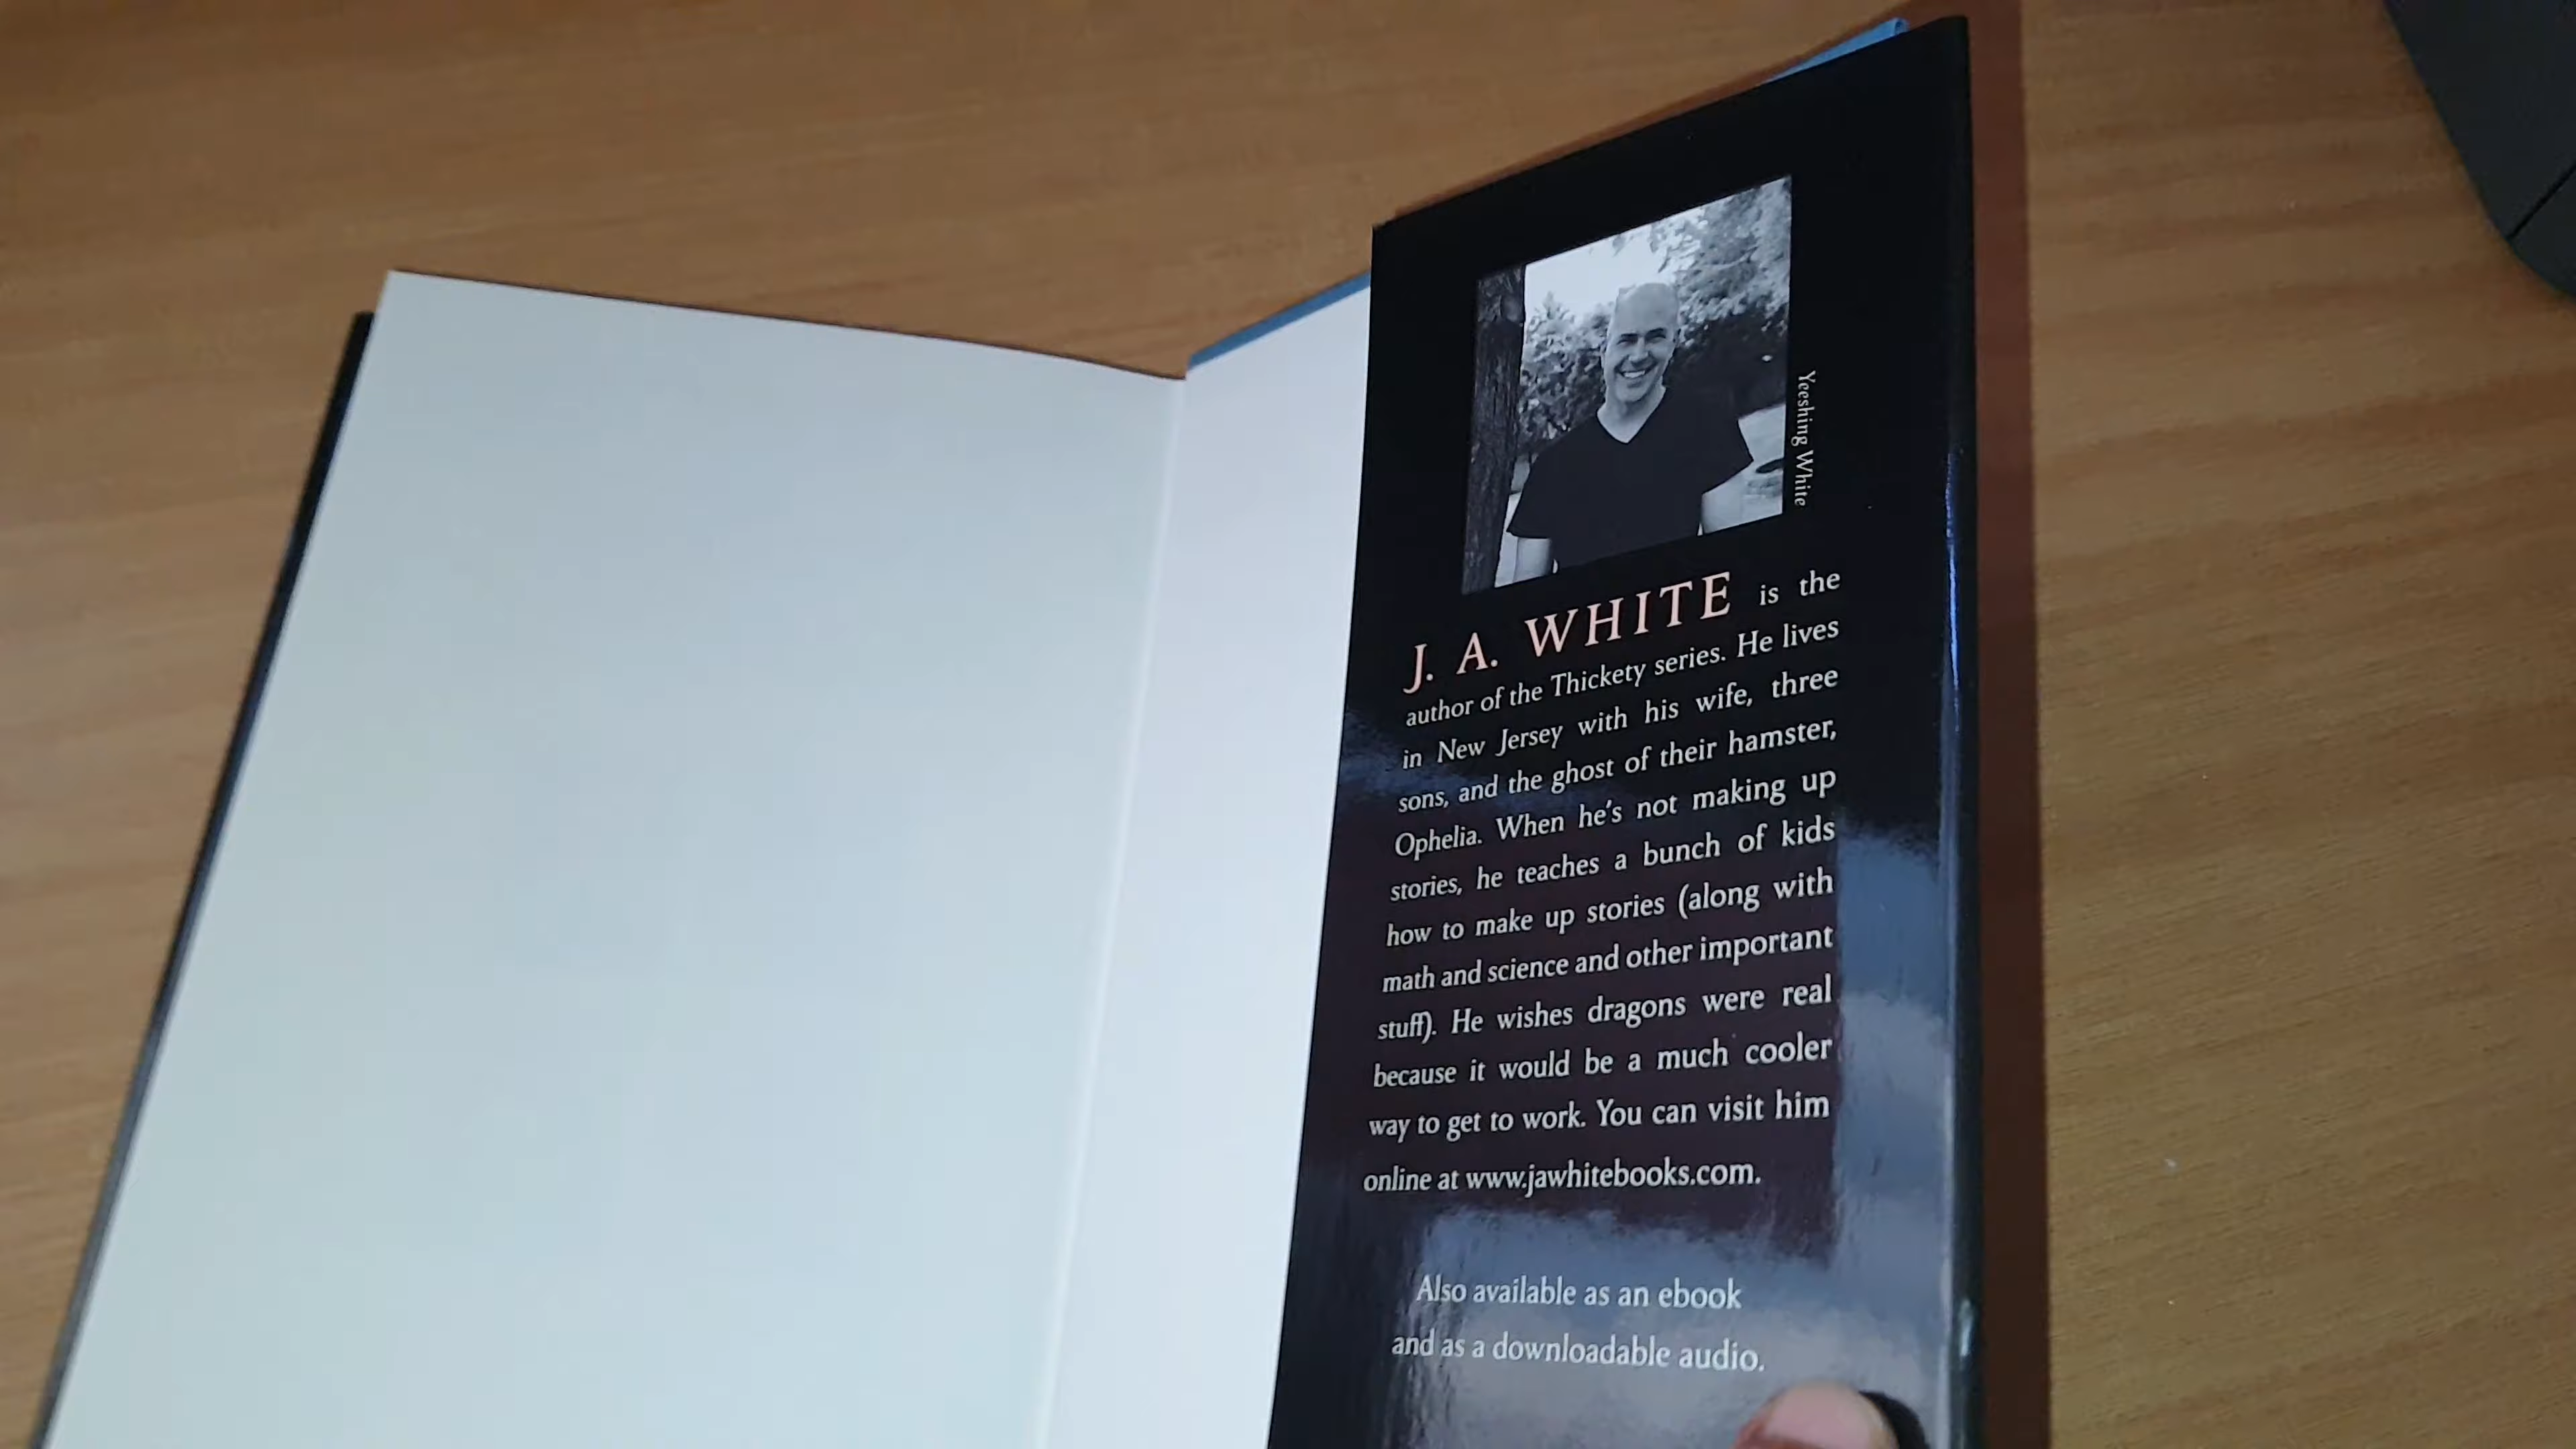 Yeeshing White
J. A. WHITE is the
author of the Thickety series. He lives
in New Jersey with his wife, three
sons, and the ghost of their hamster,
Ophelia. When he's not making up
stories, he teaches a bunch of kids
how to make up stories (along with
math and science and other important
stuff). He wishes dragons were real
because it would be a much cooler
way to get to work. You can visit him
online at www.jawhitebooks.com.
Also available as an ebook
and as a downloadable audio.